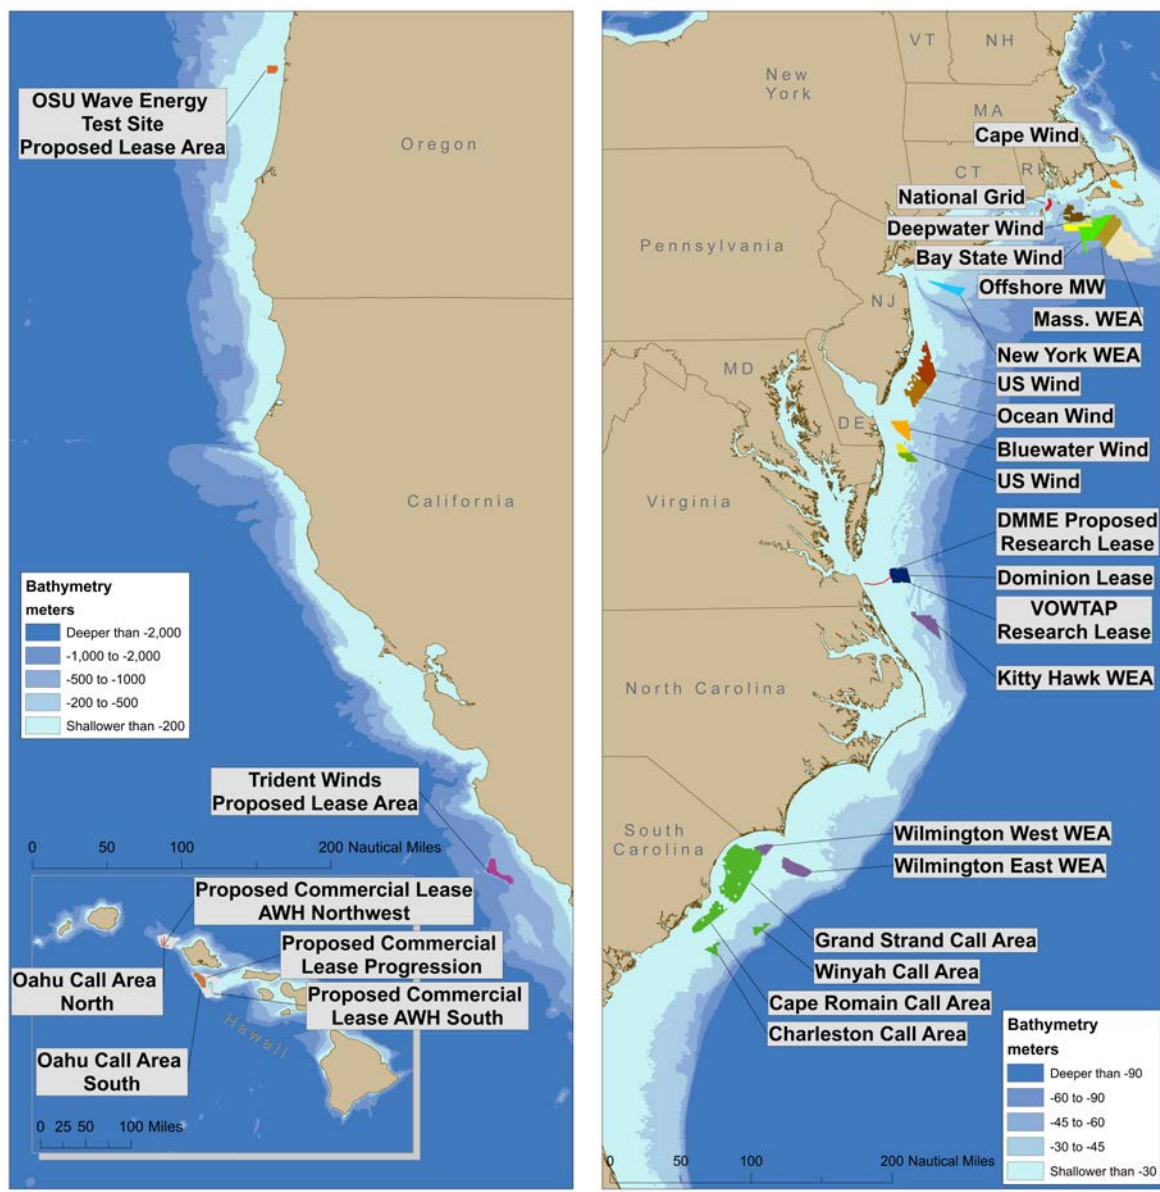 OSU Wave Energy
Test Site
Proposed Lease Area
Oregon
California
Bathymetry
meters
Deeper than -2,000
-1,000 to -2,000
-500 to -1000
-200 to -500
Shallower than -200
Trident Winds
Proposed Lease Area
0 50 100 200 Nautical Miles
Proposed Commercial Lease
AWH Northwest
Proposed Commercial
Lease Progression
Oahu Call Area
North
Proposed Commercial
Lease AWH South
Hawaii
Oahu Call Area
South
0 25 50 100 Miles
VT
NH
New
York
MA
Cape Wind
CT
RI
National Grid
Deepwater Wind
Pennsylvania
Bay State Wind
Offshore MW
NJ
Mass. WEA
New York WEA
MD
US Wind
Ocean Wind
DE
Bluewater Wind
US Wind
Virginia
DMME Proposed
Research Lease
Dominion Lease
VOWTAP
Research Lease
Kitty Hawk WEA
North Carolina
South
Carolina
Wilmington West WEA
Wilmington East WEA
Grand Strand Call Area
Winyah Call Area
Cape Romain Call Area
Charleston Call Area
Bathymetry
meters
Deeper than -90
-60 to -90
-45 to -60
-30 to -45
Shallower than -30
0 50 100 200 Nautical Miles